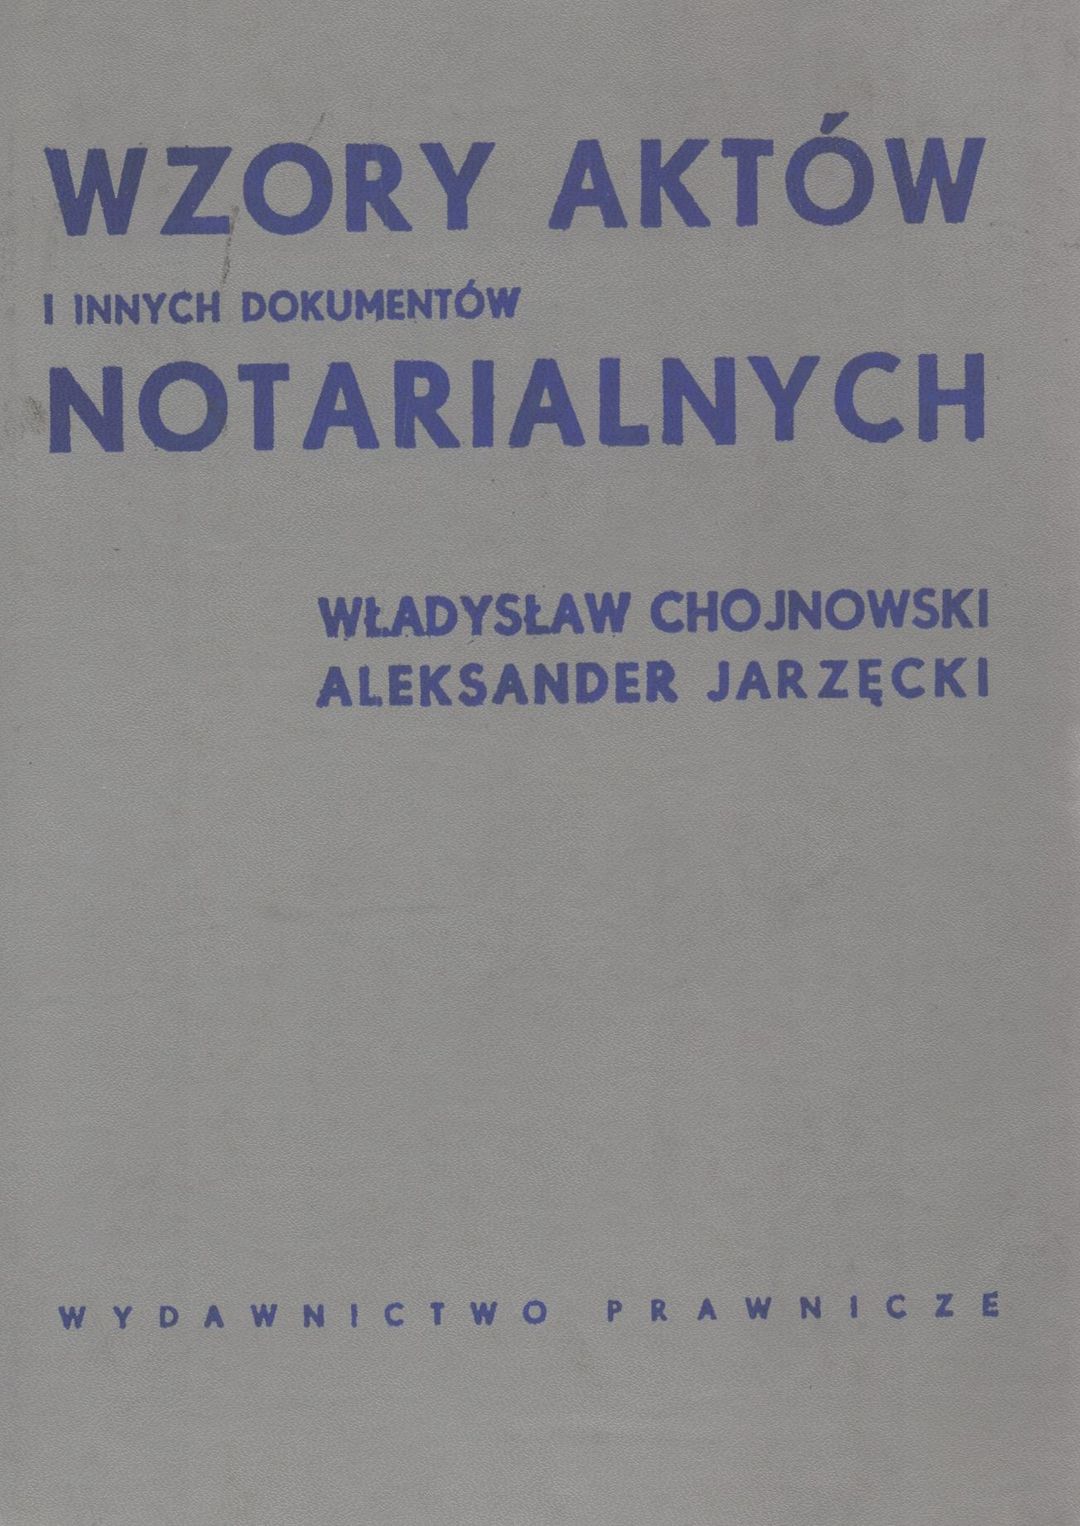 WZORY AKTÓW
I INNYCH DOKUMENTÓW
NOTARIALNYCH
WŁADYSŁAW CHOJNOWSKI
ALEKSANDER JARZĘCKI
WYDAWNICTWO PRAWNICZE